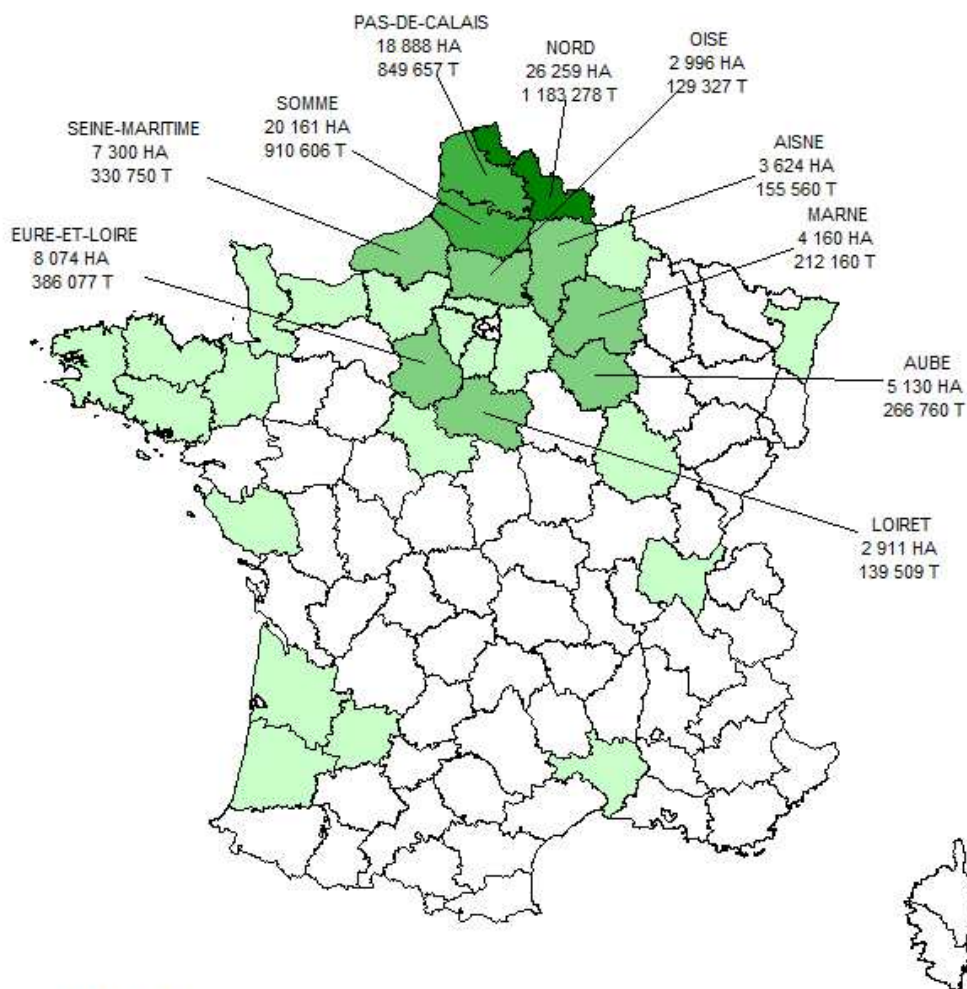 PAS-DE-CALAIS
18 888 HA
849 657 T
NORD
26 259 HA
1 183 278 T
OISE
2 996 HA
129 327 T
SOMME
20 161 HA
910 606 T
SEINE-MARITIME
7 300 HA
330 750 T
AISNE
3 624 HA
155 560 T
MARNE
4 160 HA
212 160 T
EURE-ET-LOIRE
8 074 HA
386 077 T
AUBE
5 130 HA
266 760 T
LOIRET
2 911 HA
139 509 T